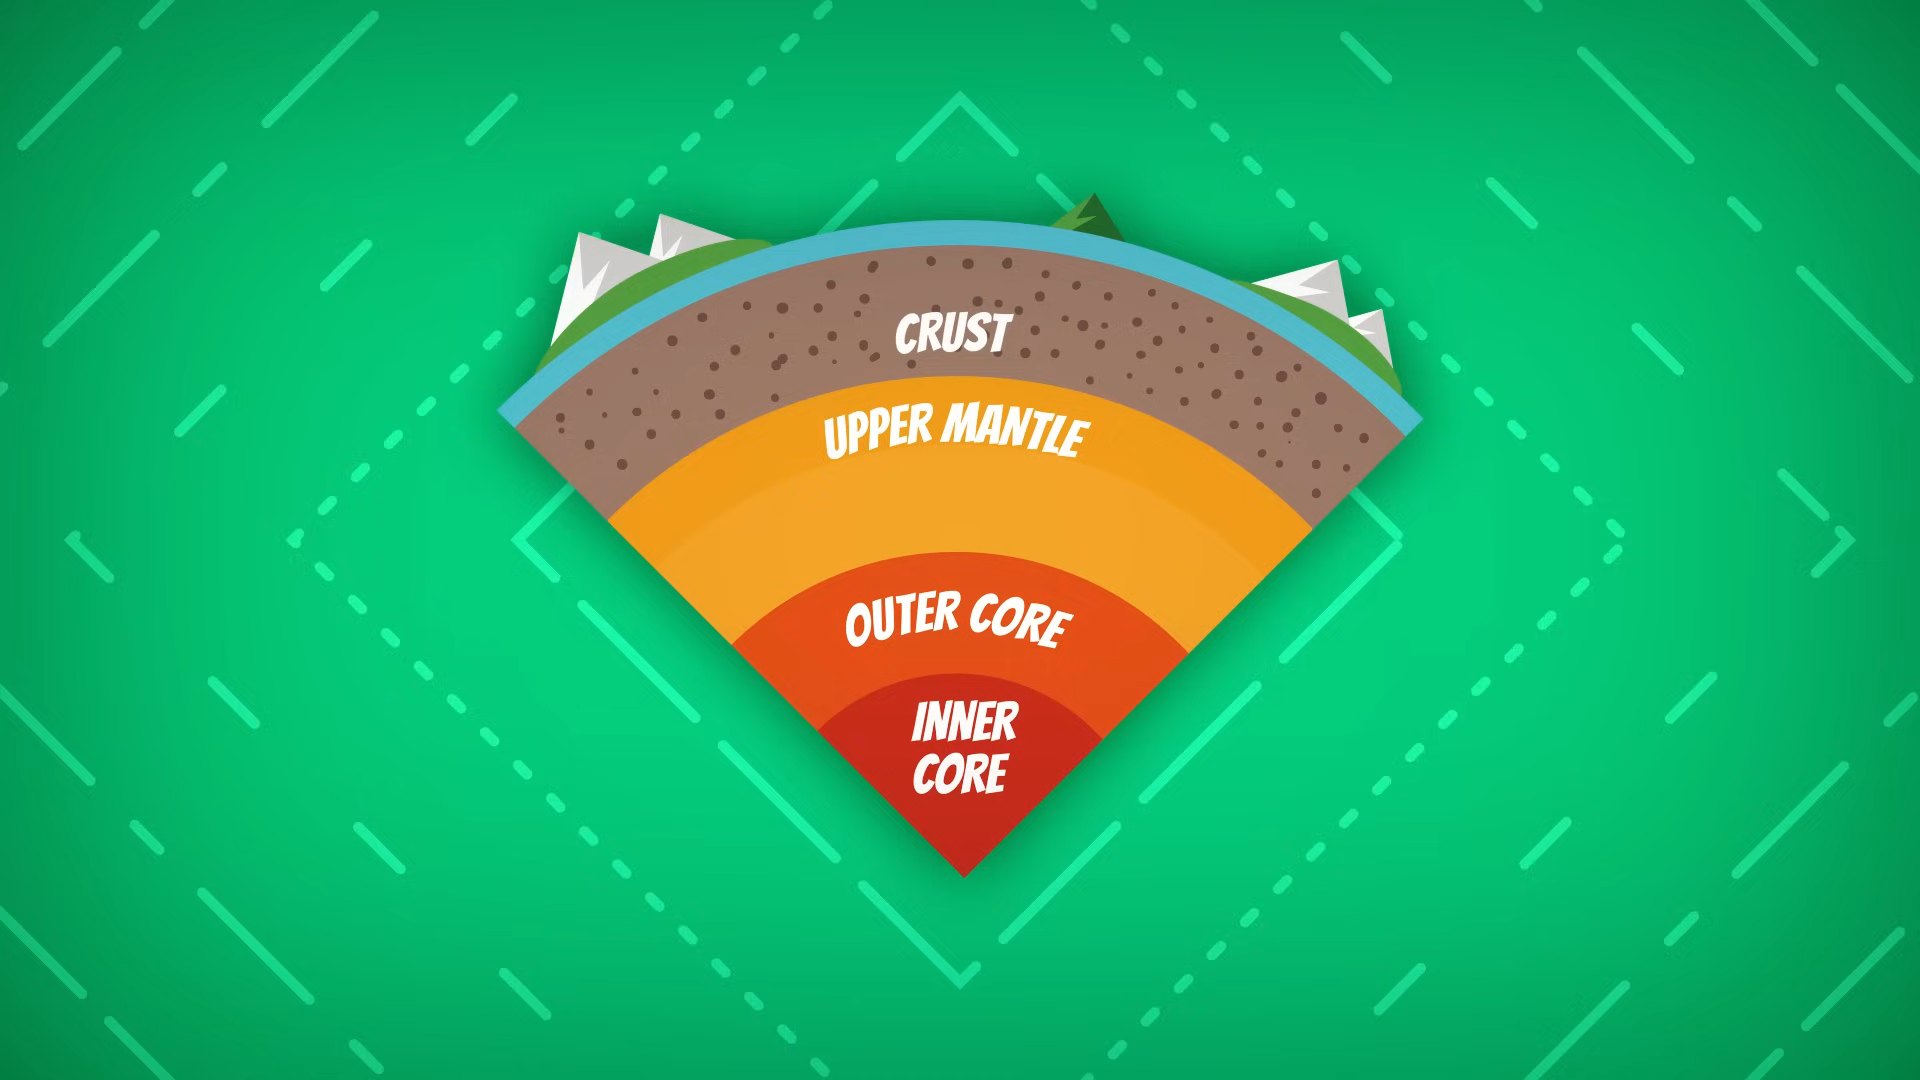 CRUST
UPPER MANTLE
OUTER CORE
INNER
CORE